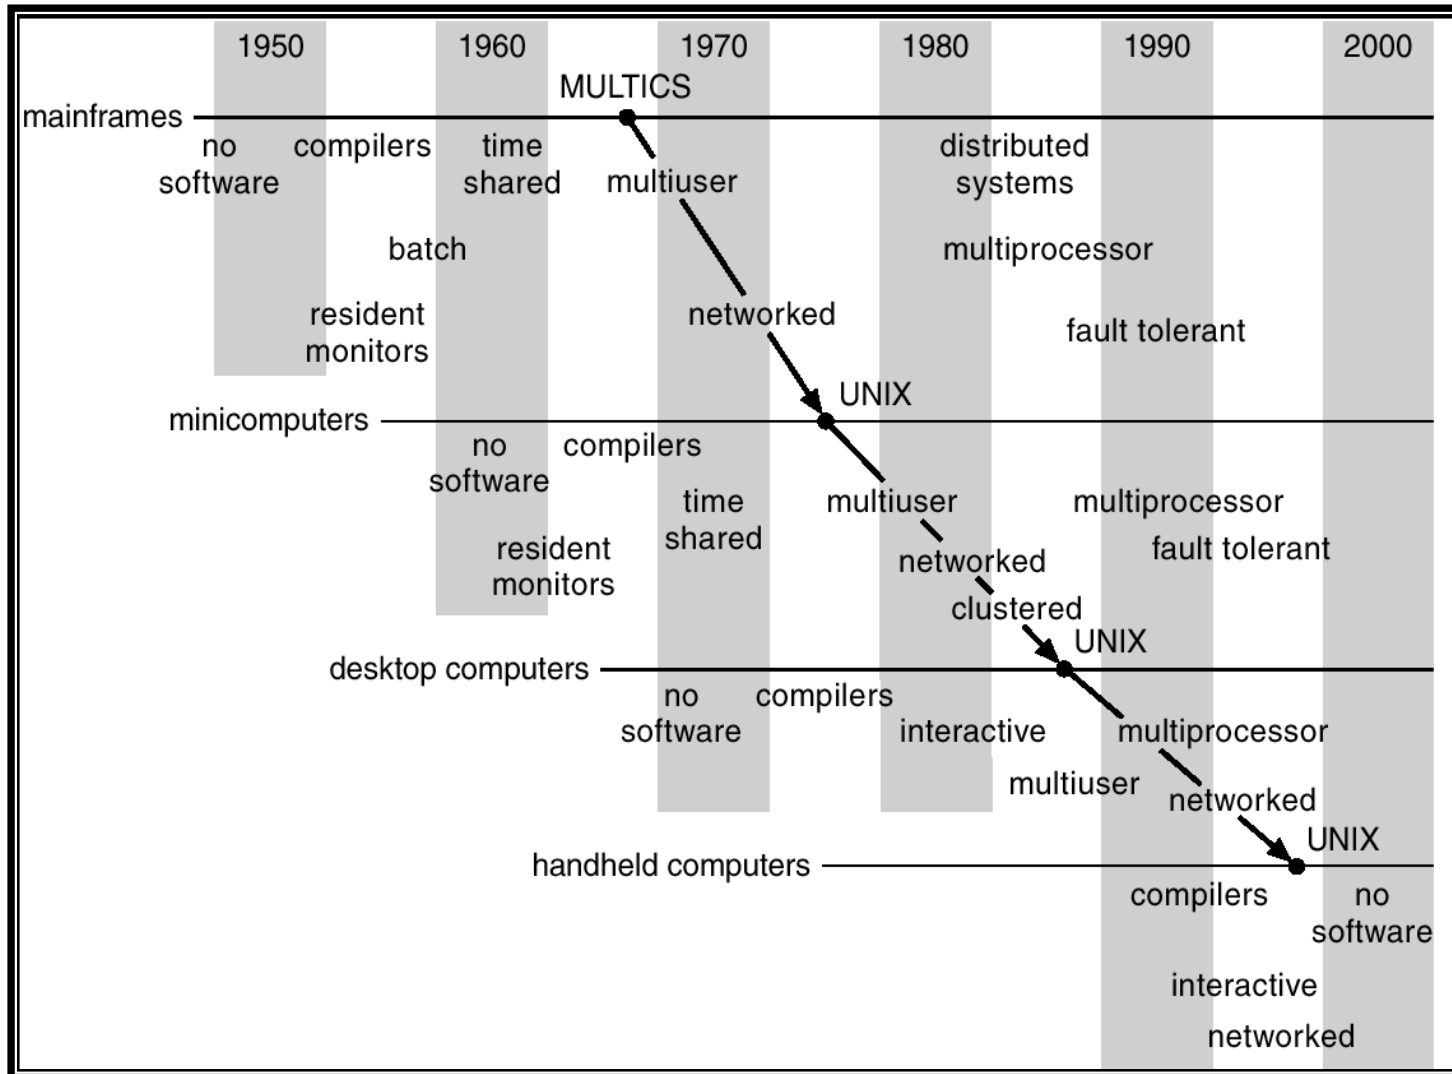 1950 1960 1970 1980 1990 2000
MULTICS
mainframes
no compilers time distributed
software shared multiuser systems
batch multiprocessor
resident networked fault tolerant
monitors
UNIX
minicomputers
no compilers
software time multiuser multiprocessor
resident shared fault tolerant
monitors networked
clustered
UNIX
desktop computers
no compilers
software interactive multiprocessor
multiuser
networked
UNIX
handheld computers
compilers no
software
interactive
networked